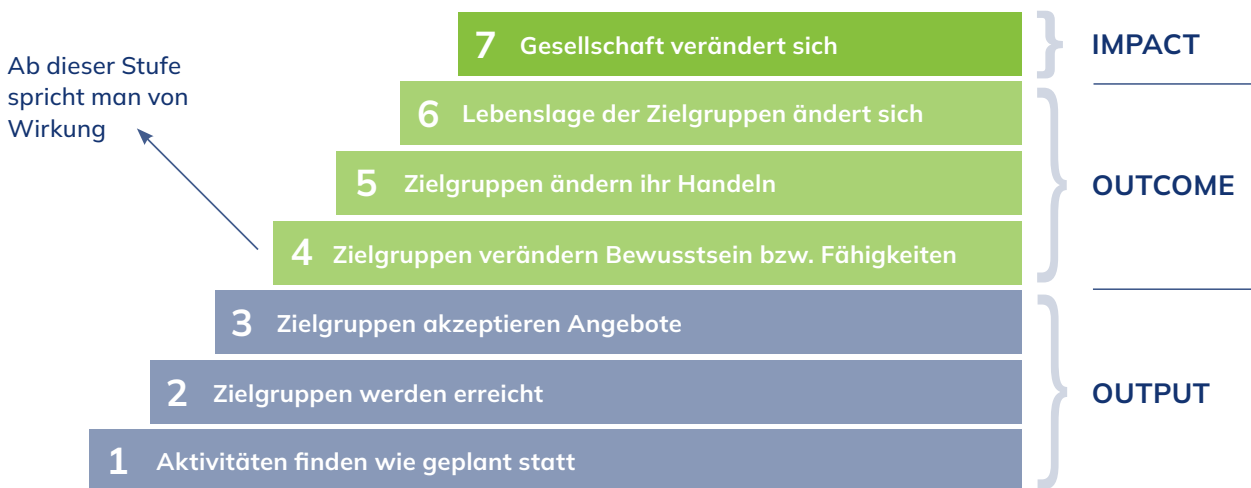 7 Gesellschaft verändert sich
IMPACT
Ab dieser Stufe
spricht man von
Wirkung
6 Lebenslage der Zielgruppen ändert sich
5 Zielgruppen ändern ihr Handeln
OUTCOME
4 Zielgruppen verändern Bewusstsein bzw. Fähigkeiten
3 Zielgruppen akzeptieren Angebote
2 Zielgruppen werden erreicht
OUTPUT
1 Aktivitäten finden wie geplant statt